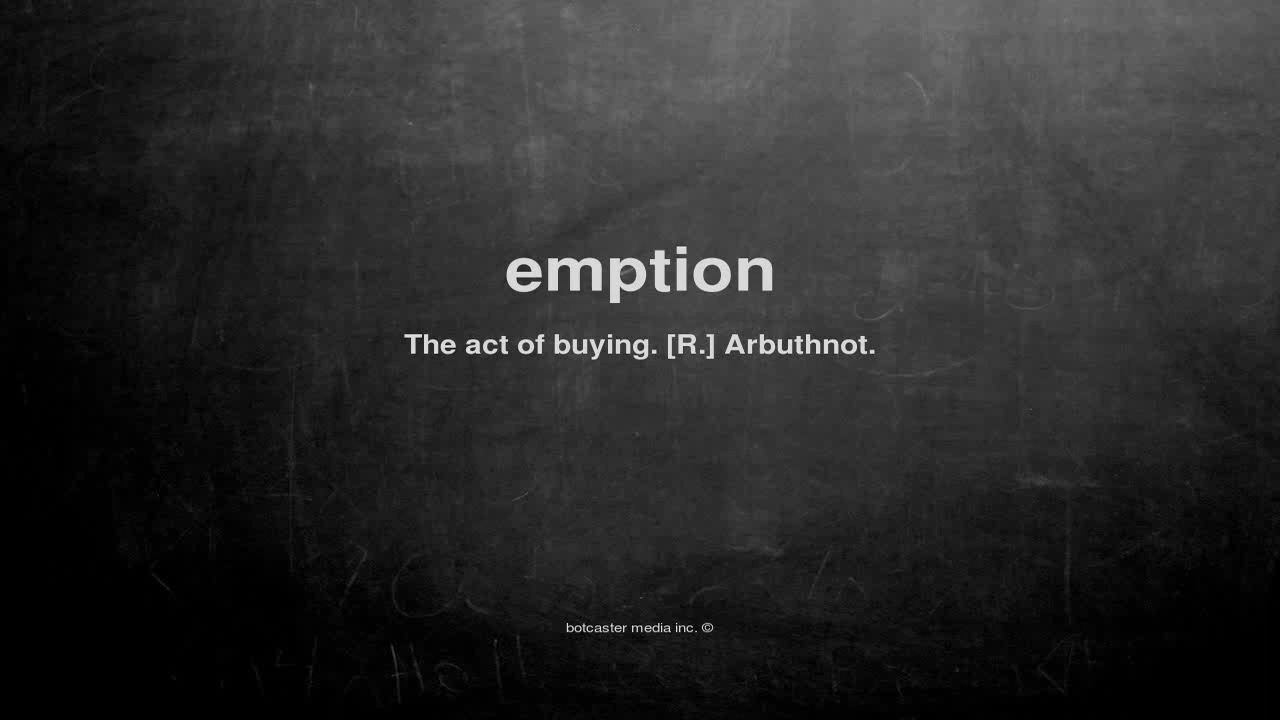 emption
The act of buying. [R.] Arbuthnot.
botcaster media inc. ©